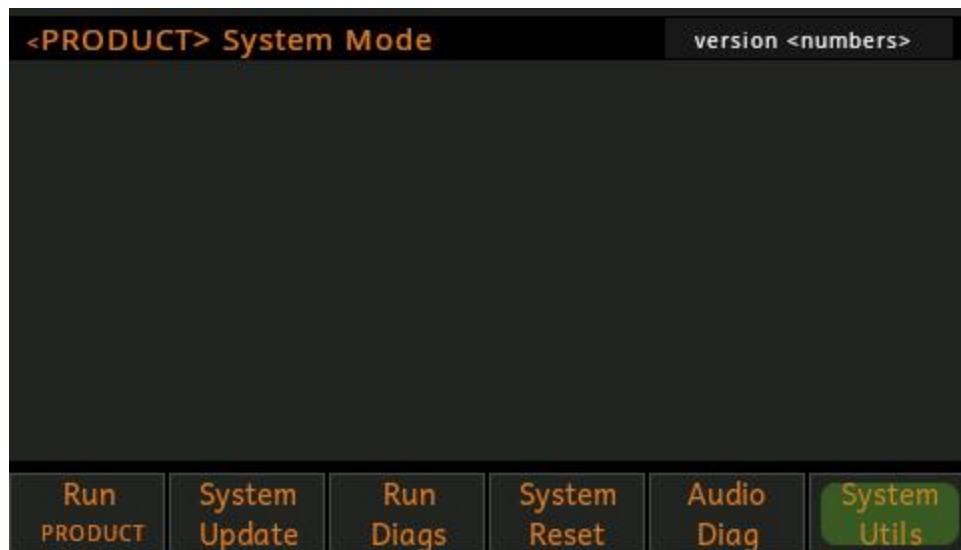 <PRODUCT> System Mode
version <numbers>
Run
PRODUCT
System
Update
Run
Diags
System
Reset
Audio
Diag
System
Utils